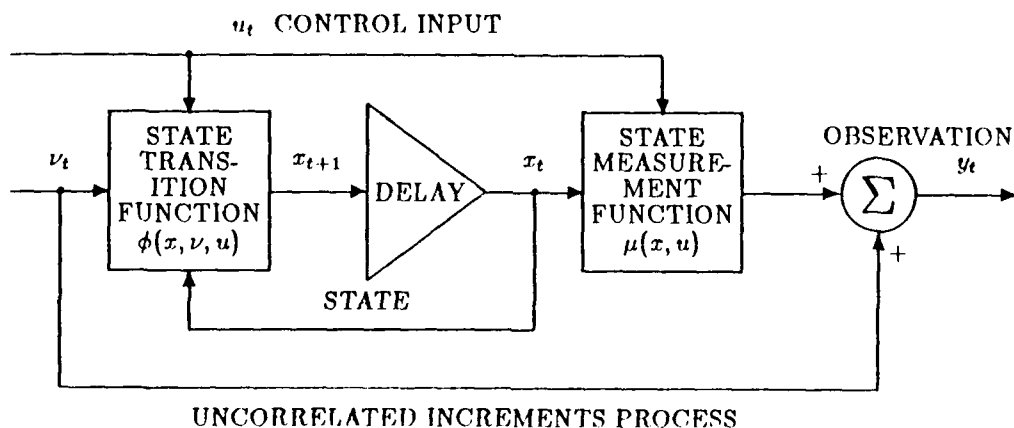 u_t CONTROL INPUT
STATE
TRANS-
ITION
FUNCTION
ϕ(x, ν, u)
ν_t
x_{t+1}
DELAY
x_t
STATE
MEASURE-
MENT
FUNCTION
μ(x, u)
OBSERVATION
y_t
+
Σ
+
STATE
UNCORRELATED INCREMENTS PROCESS